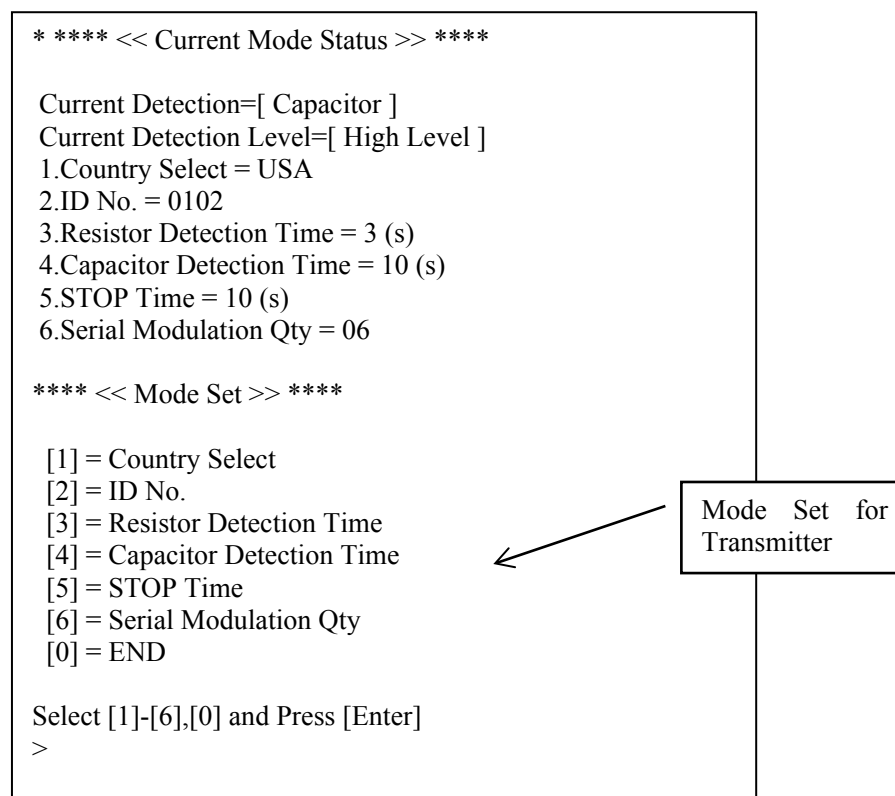 * **** << Current Mode Status >> ****
Current Detection=[ Capacitor ]
Current Detection Level=[ High Level ]
1.Country Select = USA
2.ID No. = 0102
3.Resistor Detection Time = 3 (s)
4.Capacitor Detection Time = 10 (s)
5.STOP Time = 10 (s)
6.Serial Modulation Qty = 06
**** << Mode Set >> ****
[1] = Country Select
[2] = ID No.
[3] = Resistor Detection Time
[4] = Capacitor Detection Time
[5] = STOP Time
[6] = Serial Modulation Qty
[0] = END
Select [1]-[6],[0] and Press [Enter]
>
Mode Set for
Transmitter